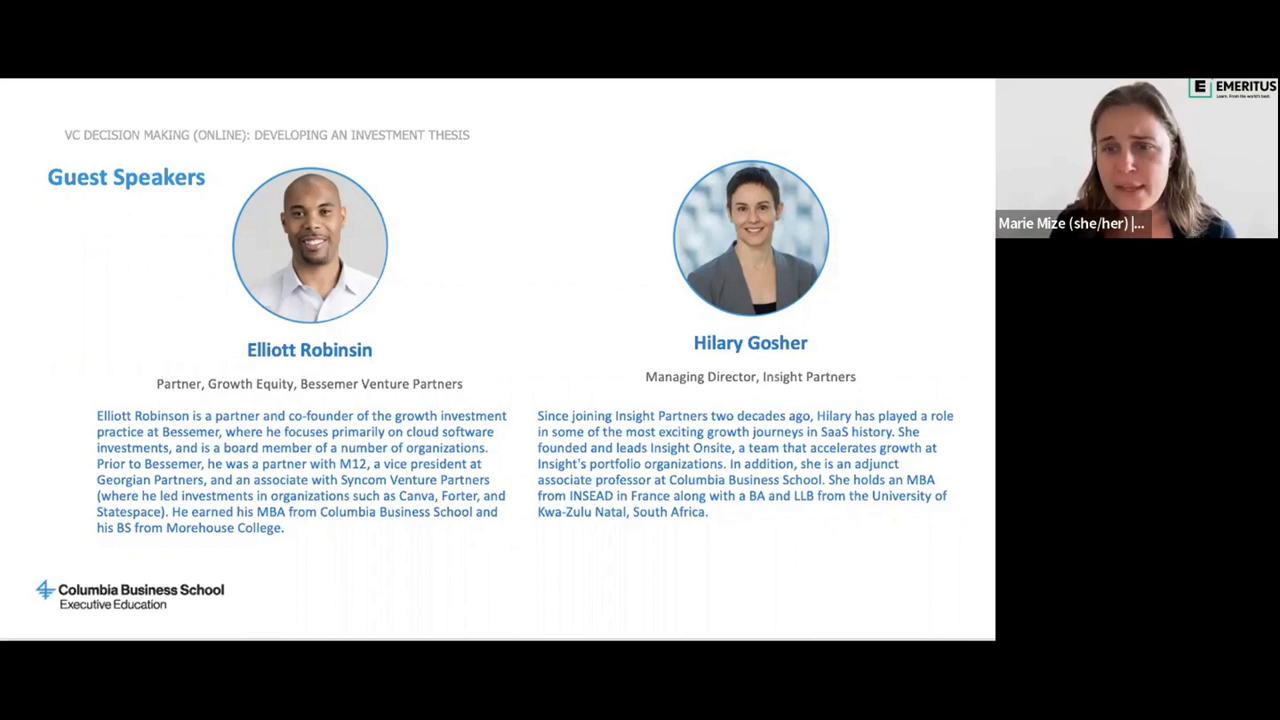 VC DECISION MAKING (ONLINE): DEVELOPING AN INVESTMENT THESIS
Guest Speakers
Elliott Robinsin
Partner, Growth Equity, Bessemer Venture Partners
Elliott Robinson is a partner and co-founder of the growth investment
practice at Bessemer, where he focuses primarily on cloud software
investments, and is a board member of a number of organizations.
Prior to Bessemer, he was a partner with M12, a vice president at
Georgian Partners, and an associate with Syncom Venture Partners
(where he led investments in organizations such as Canva, Forter, and
Statespace). He earned his MBA from Columbia Business School and
his BS from Morehouse College.
Hilary Gosher
Managing Director, Insight Partners
Since joining Insight Partners two decades ago, Hilary has played a role
in some of the most exciting growth journeys in SaaS history. She
founded and leads Insight Onsite, a team that accelerates growth at
Insight's portfolio organizations. In addition, she is an adjunct
associate professor at Columbia Business School. She holds an MBA
from INSEAD in France along with a BA and LLB from the University of
Kwa-Zulu Natal, South Africa.
Columbia Business School
Executive Education
E EMERITUS
Learn. From the world's best.
Marie Mize (she/her) |...